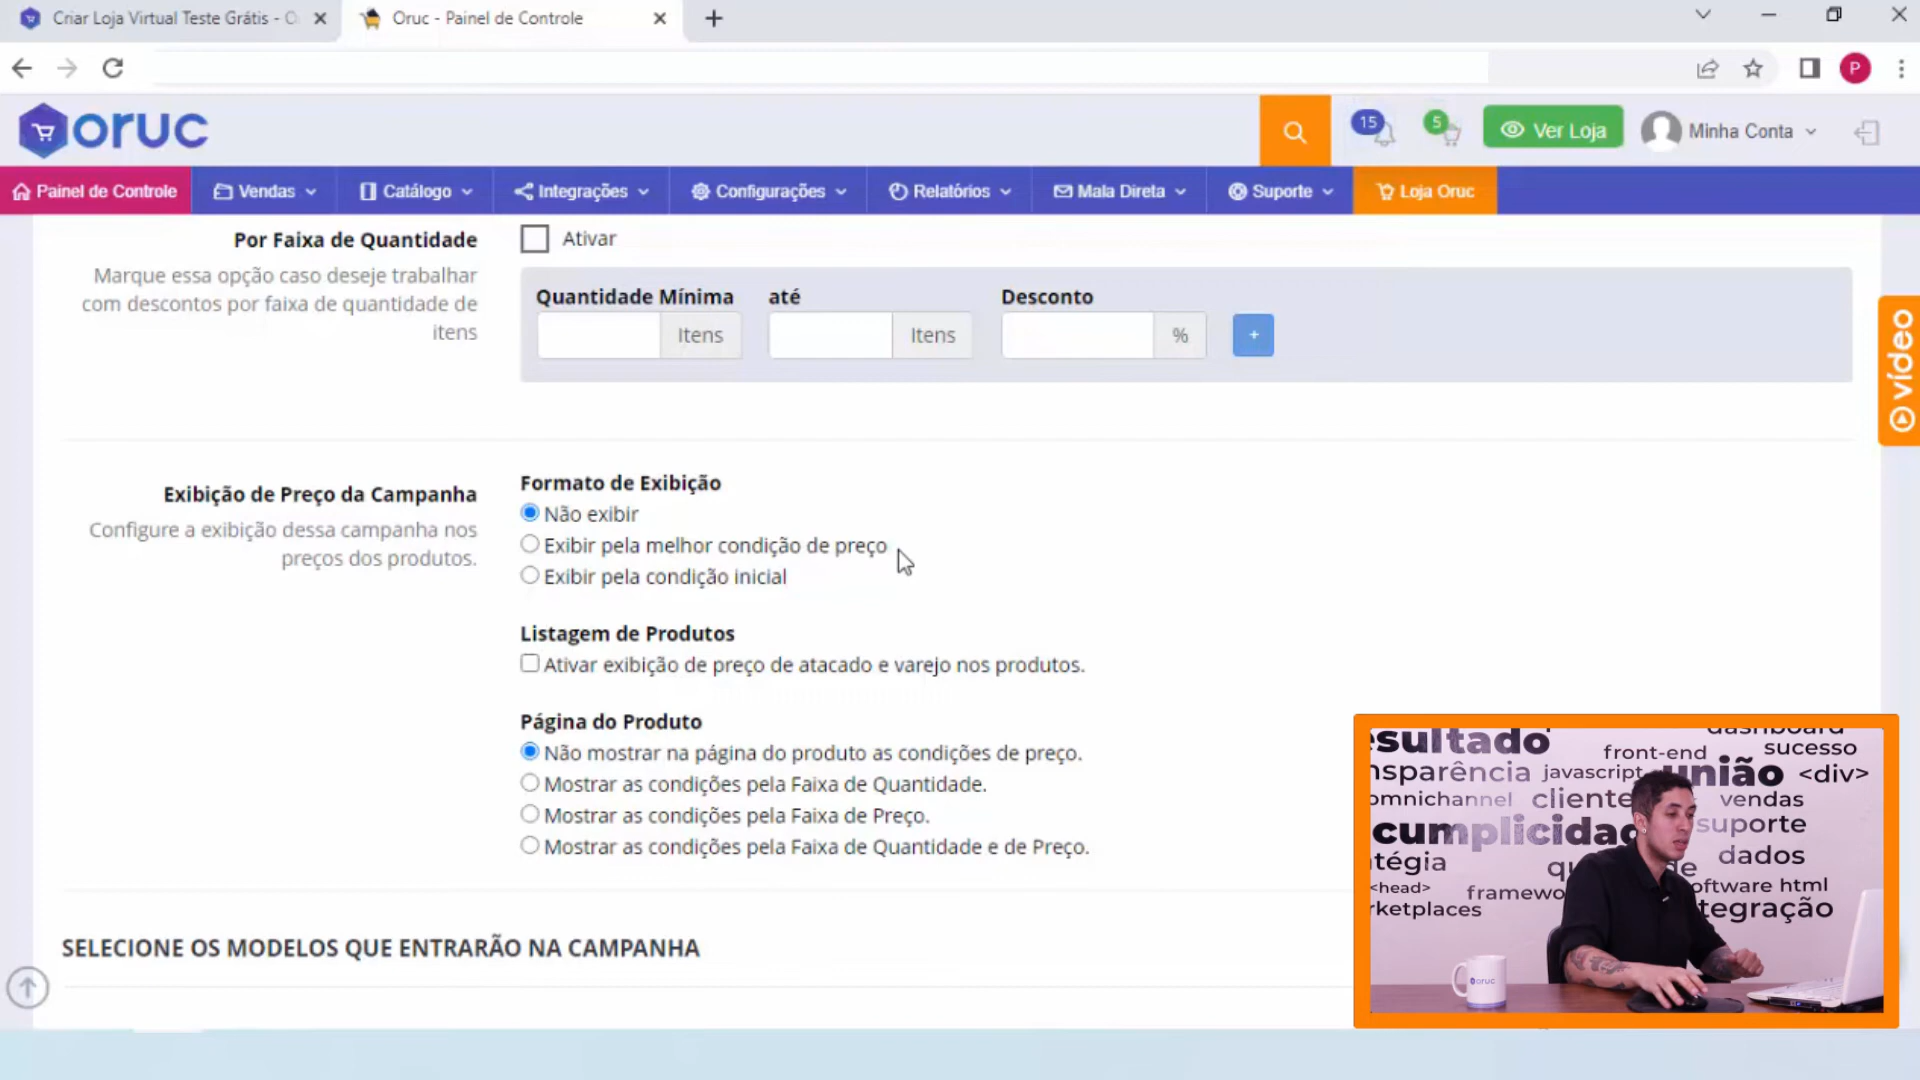 Criar Loja Virtual Teste Grátis - O
Oruc - Painel de Controle
P
oruc
15
5
Ver Loja
Minha Conta
Painel de Controle
Vendas
Catálogo
Integrações
Configurações
Relatórios
Mala Direta
Suporte
Loja Oruc
Por Faixa de Quantidade
Marque essa opção caso deseje trabalhar
com descontos por faixa de quantidade de
itens
Ativar
Quantidade Mínima
até
Desconto
Itens
Itens
%
+
vídeo
Exibição de Preço da Campanha
Configure a exibição dessa campanha nos
preços dos produtos.
Formato de Exibição
Não exibir
Exibir pela melhor condição de preço
Exibir pela condição inicial
Listagem de Produtos
Ativar exibição de preço de atacado e varejo nos produtos.
Página do Produto
Não mostrar na página do produto as condições de preço.
Mostrar as condições pela Faixa de Quantidade.
Mostrar as condições pela Faixa de Preço.
Mostrar as condições pela Faixa de Quantidade e de Preço.
SELECIONE OS MODELOS QUE ENTRARÃO NA CAMPANHA
esultado
dashboard
front-end
sucesso
nsparência
javascript
união
<div>
omnichannel
cliente
vendas
cumplicidad
suporte
tégia
dados
<head>
framewo
oftware html
rketplaces
tegração
oruc